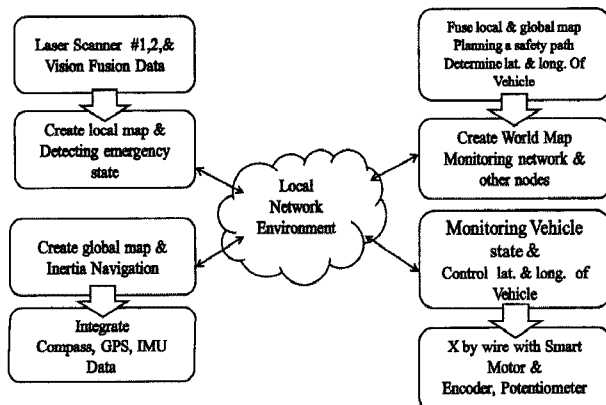 Laser Scanner #1,2,&
Vision Fusion Data
Create local map &
Detecting emergency
state
Create global map &
Inertia Navigation
Integrate
Compass, GPS, IMU
Data
Local
Network
Environment
Fuse local & global map
Planning a safety path
Determine lat. & long. Of
Vehicle
Create World Map
Monitoring network &
other nodes
Monitoring Vehicle
state &
Control lat. & long. of
Vehicle
X by wire with Smart
Motor &
Encoder, Potentiometer